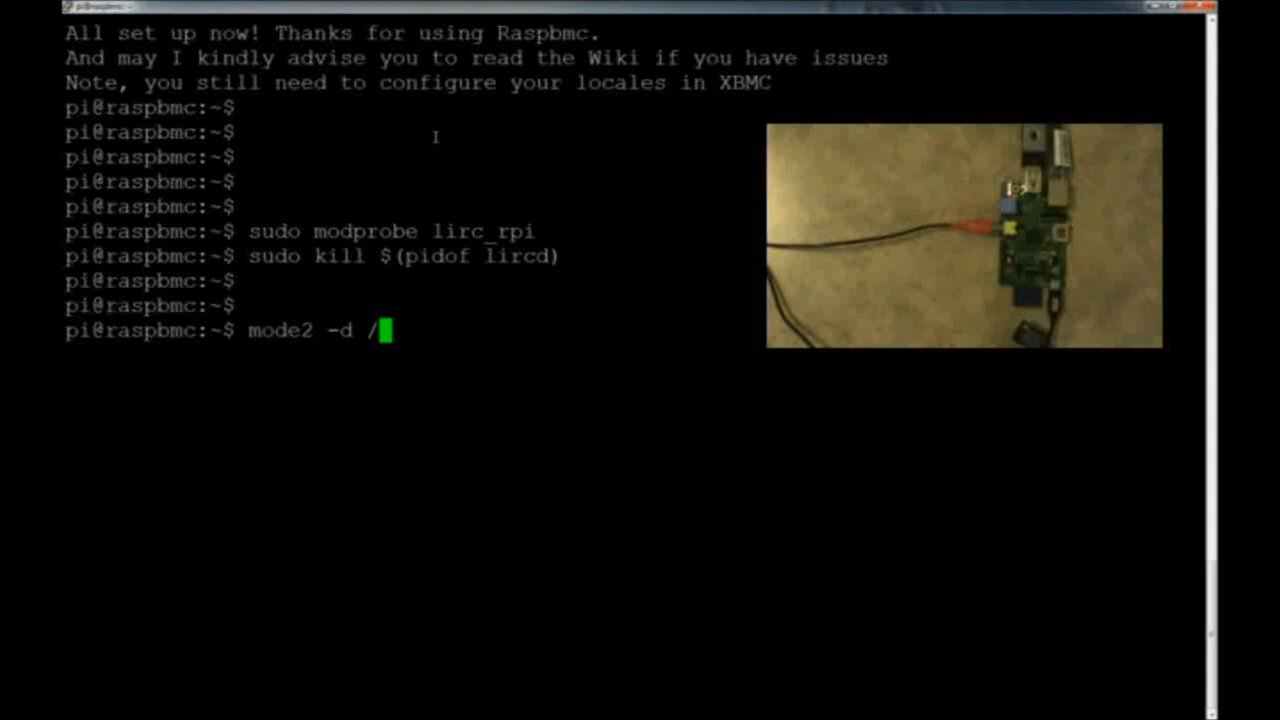 pi@raspbmc: ~
All set up now! Thanks for using Raspbmc.
And may I kindly advise you to read the Wiki if you have issues
Note, you still need to configure your locales in XBMC
pi@raspbmc:~$
pi@raspbmc:~$
pi@raspbmc:~$
pi@raspbmc:~$
pi@raspbmc:~$
pi@raspbmc:~$ sudo modprobe lirc_rpi
pi@raspbmc:~$ sudo kill $(pidof lircd)
pi@raspbmc:~$
pi@raspbmc:~$
pi@raspbmc:~$ mode2 -d /